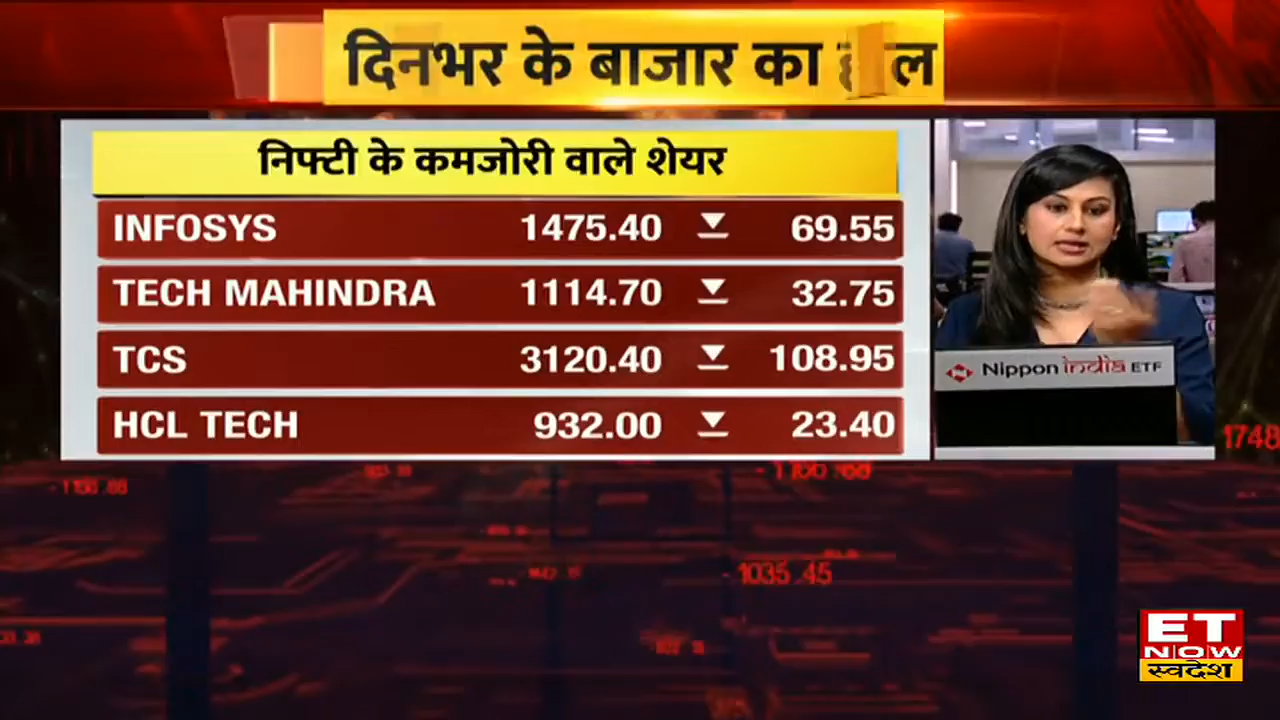 दिनभर के बाजार का
निफ्टी के कमजोरी वाले शेयर
INFOSYS 1475.40 69.55
TECH MAHINDRA 1114.70 32.75
TCS 3120.40 108.95
HCL TECH 932.00 23.40
Nippon india ETF
1748
1035.45
ET
NOW
स्वदेश